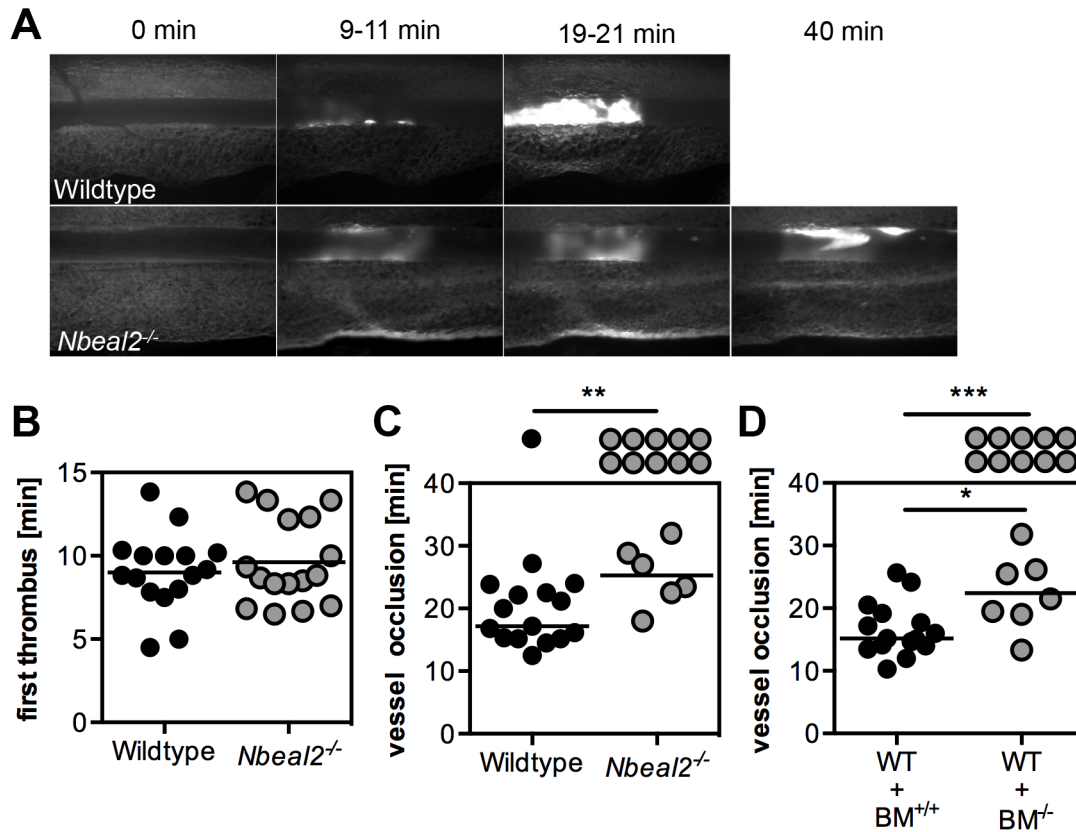 A
0 min
9-11 min
19-21 min
40 min
Wildtype
Nbeal2-/-
B
first thrombus [min]
15
10
5
0
Wildtype
Nbeal2-/-
C
**
vessel occlusion [min]
40
30
20
10
0
Wildtype
Nbeal2-/-
D
***
*
vessel occlusion [min]
40
30
20
10
0
WT
+
BM+/+
WT
+
BM-/-